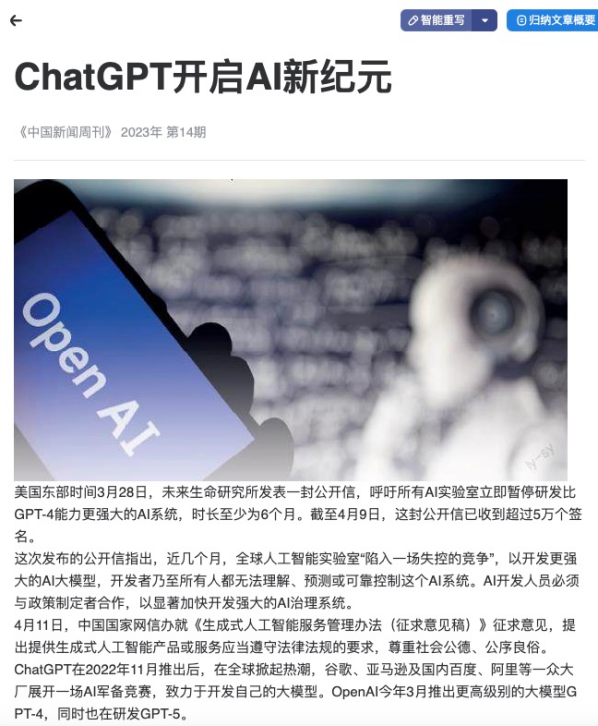 智能重写
归纳文章概要
ChatGPT开启AI新纪元
《中国新闻周刊》 2023年 第14期
Open AI
ly-sy
美国东部时间3月28日，未来生命研究所发表一封公开信，呼吁所有AI实验室立即暂停研发比
GPT-4能力更强大的AI系统，时长至少为6个月。截至4月9日，这封公开信已收到超过5万个签
名。
这次发布的公开信指出，近几个月，全球人工智能实验室“陷入一场失控的竞争”，以开发更强
大的AI大模型，开发者乃至所有人都无法理解、预测或可靠控制这个AI系统。AI开发人员必须
与政策制定者合作，以显著加快开发强大的AI治理系统。
4月11日，中国国家网信办就《生成式人工智能服务管理办法（征求意见稿）》征求意见，提
出提供生成式人工智能产品或服务应当遵守法律法规的要求，尊重社会公德、公序良俗。
ChatGPT在2022年11月推出后，在全球掀起热潮，谷歌、亚马逊及国内百度、阿里等一众大
厂展开一场AI军备竞赛，致力于开发自己的大模型。OpenAI今年3月推出更高级别的大模型G
PT-4，同时也在研发GPT-5。